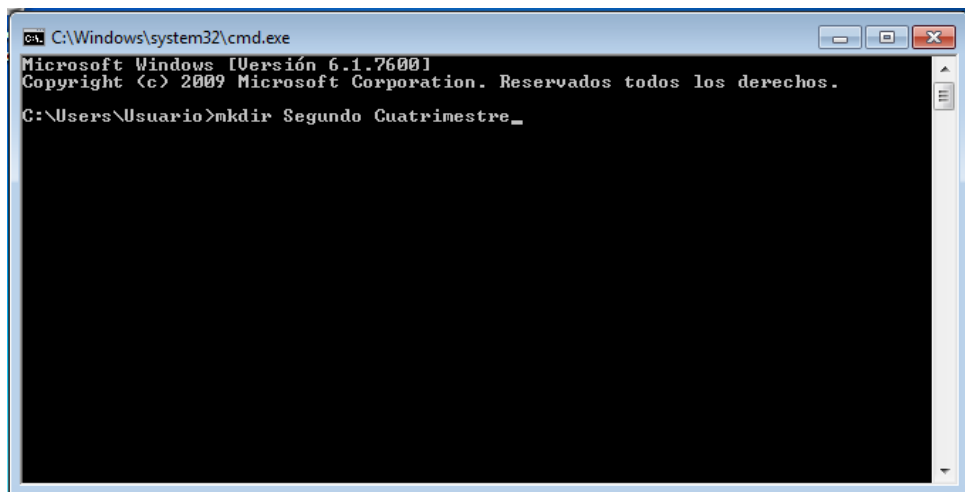 C:\Windows\system32\cmd.exe
Microsoft Windows [Versión 6.1.7600]
Copyright (c) 2009 Microsoft Corporation. Reservados todos los derechos.
C:\Users\Usuario>mkdir Segundo Cuatrimestre_